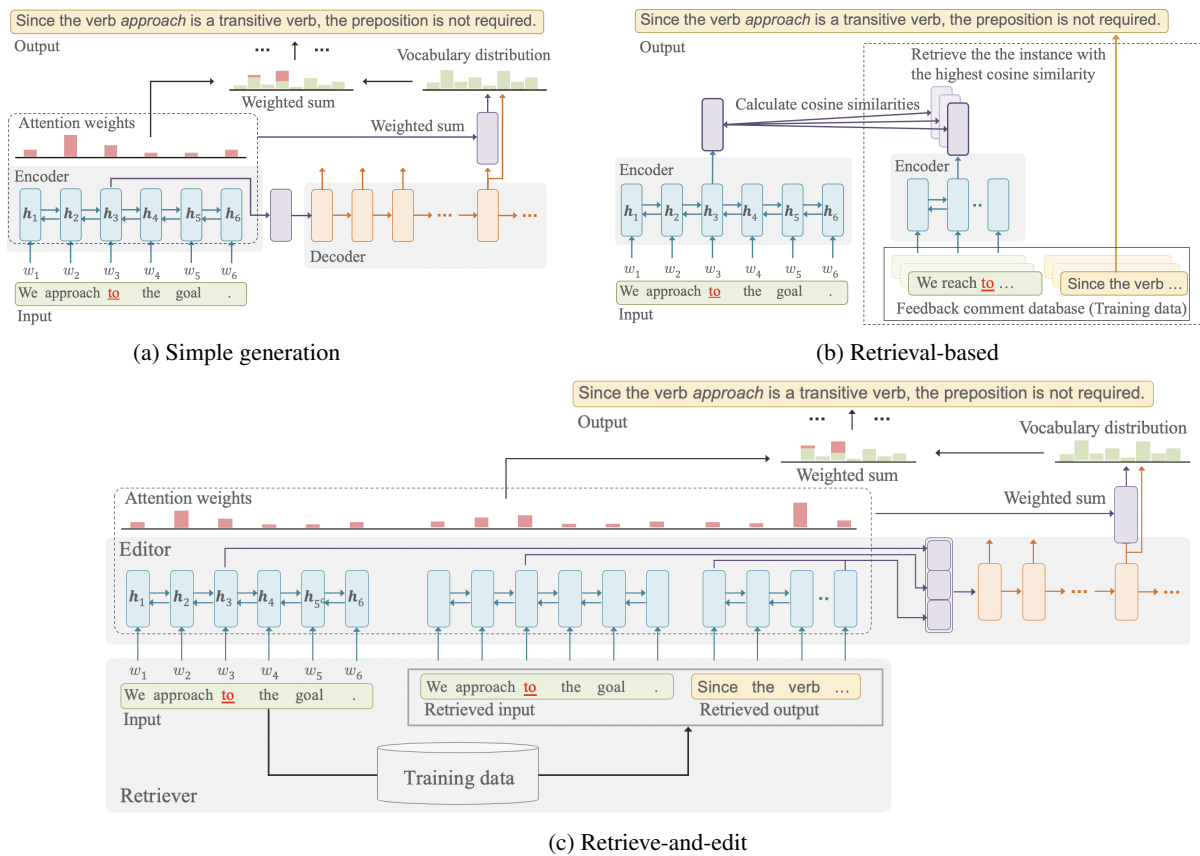 Since the verb approach is a transitive verb, the preposition is not required.
Output
... ...
Vocabulary distribution
Weighted sum
Attention weights
Weighted sum
Encoder
h1 h2 h3 h4 h5 h6
... ...
Decoder
w1 w2 w3 w4 w5 w6
We approach to the goal .
Input
(a) Simple generation
Since the verb approach is a transitive verb, the preposition is not required.
Output
Retrieve the the instance with
the highest cosine similarity
Calculate cosine similarities
Encoder
h1 h2 h3 h4 h5 h6
Encoder
..
w1 w2 w3 w4 w5 w6
We approach to the goal .
Input
We reach to ...
Since the verb ...
Feedback comment database (Training data)
(b) Retrieval-based
Since the verb approach is a transitive verb, the preposition is not required.
Output
... ...
Vocabulary distribution
Weighted sum
Attention weights
Weighted sum
Editor
h1 h2 h3 h4 h5c h6
..
... ...
w1 w2 w3 w4 w5 w6
We approach to the goal .
Input
We approach to the goal .
Retrieved input
Since the verb ...
Retrieved output
Training data
Retriever
(c) Retrieve-and-edit